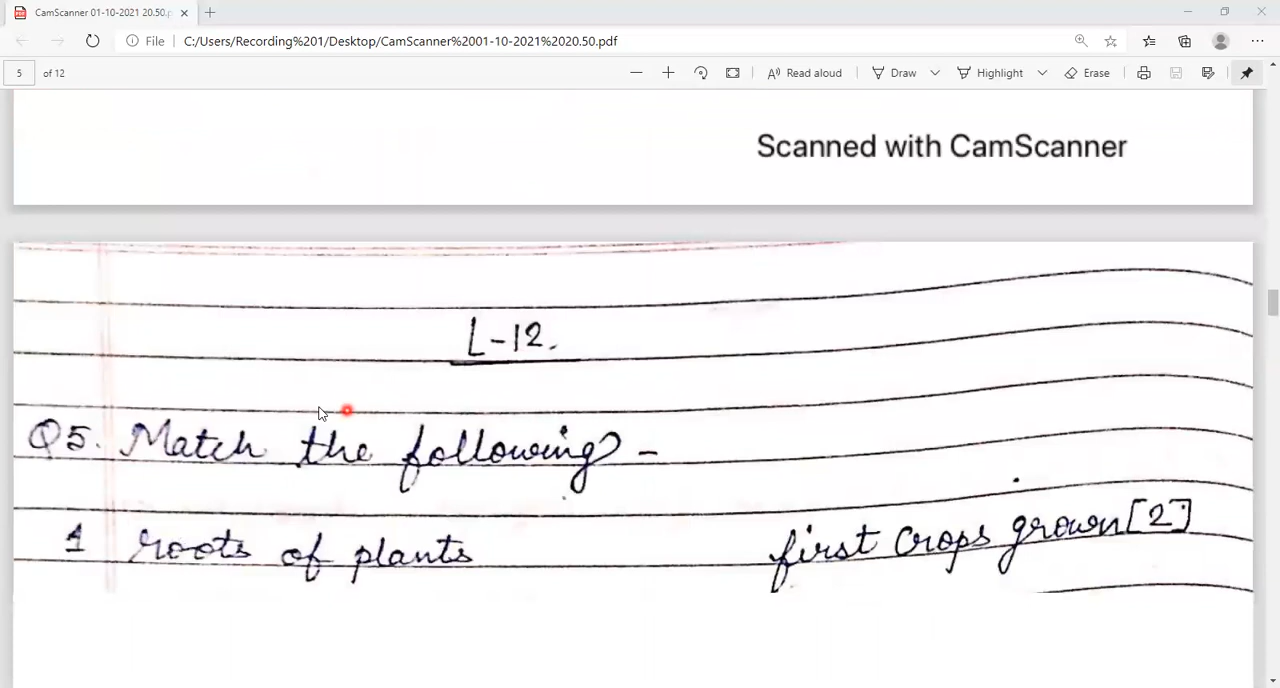 CamScanner 01-10-2021 20.50.p
File C:/Users/Recording%201/Desktop/CamScanner%2001-10-2021%2020.50.pdf
5 of 12 Read aloud Draw Highlight Erase
Scanned with CamScanner
L-12.
Q5. Match the following -
1 roots of plants first crops grown [2]